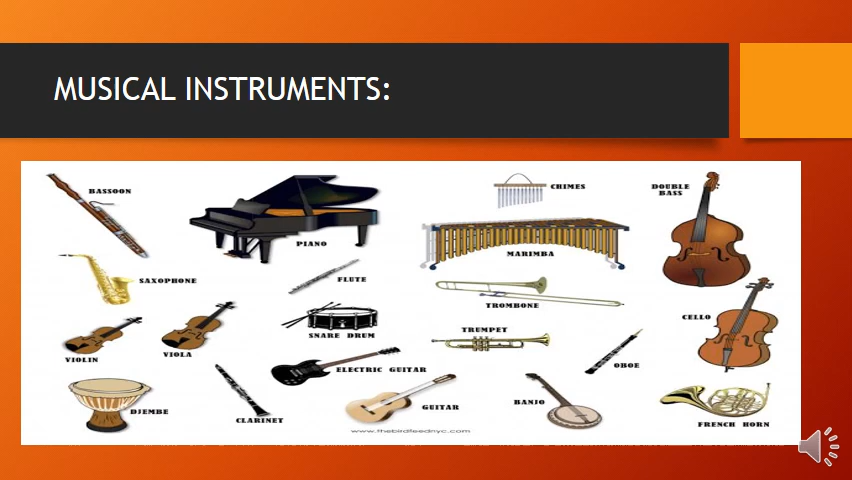 MUSICAL INSTRUMENTS:
BASSOON
PIANO
CHIMES
DOUBLE
BASS
MARIMBA
SAXOPHONE
FLUTE
TROMBONE
CELLO
SNARE DRUM
TRUMPET
VIOLIN
VIOLA
ELECTRIC GUITAR
OBOE
DJEMBE
CLARINET
GUITAR
BANJO
FRENCH HORN
www.thebirdfeednyc.com